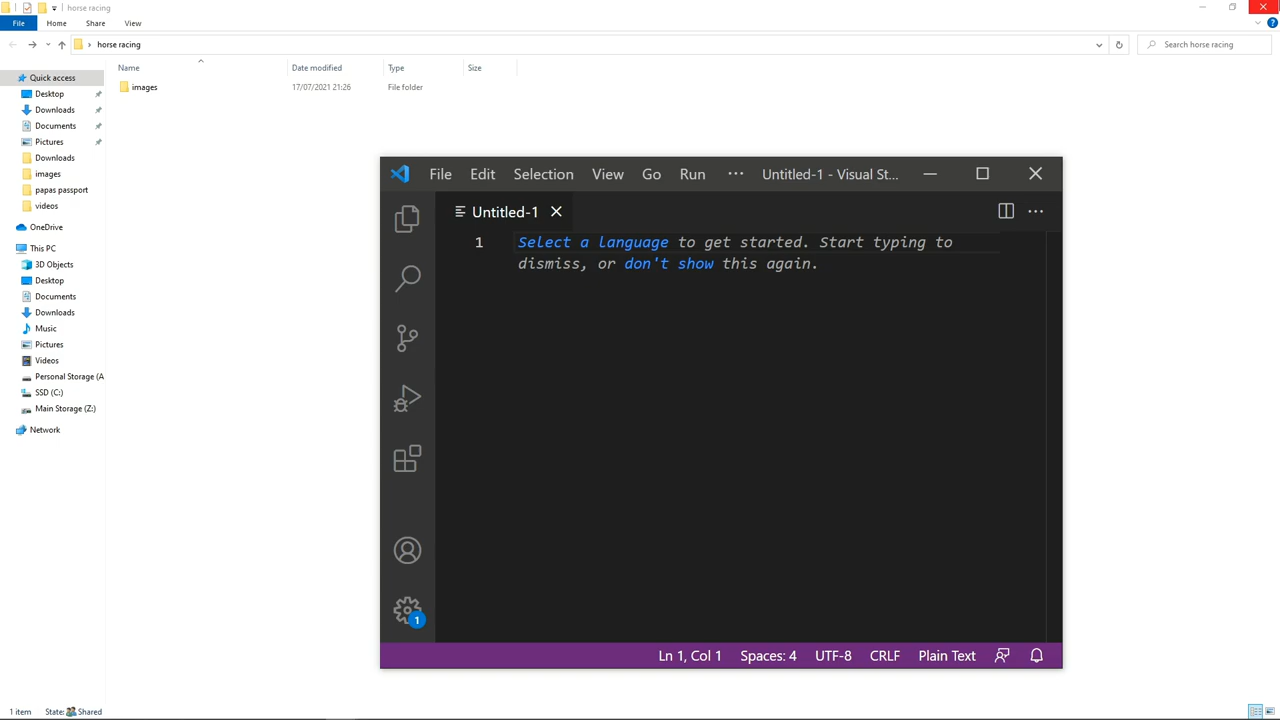 horse racing
File Home Share View
horse racing
Search horse racing
Name Date modified Type Size
images 17/07/2021 21:26 File folder
Quick access
Desktop
Downloads
Documents
Pictures
Downloads
images
papas passport
videos
OneDrive
This PC
3D Objects
Desktop
Documents
Downloads
Music
Pictures
Videos
Personal Storage (A
SSD (C:)
Main Storage (Z:)
Network
1 item State: Shared
File Edit Selection View Go Run ··· Untitled-1 - Visual St...
Untitled-1
1 Select a language to get started. Start typing to
dismiss, or don't show this again.
1
Ln 1, Col 1 Spaces: 4 UTF-8 CRLF Plain Text